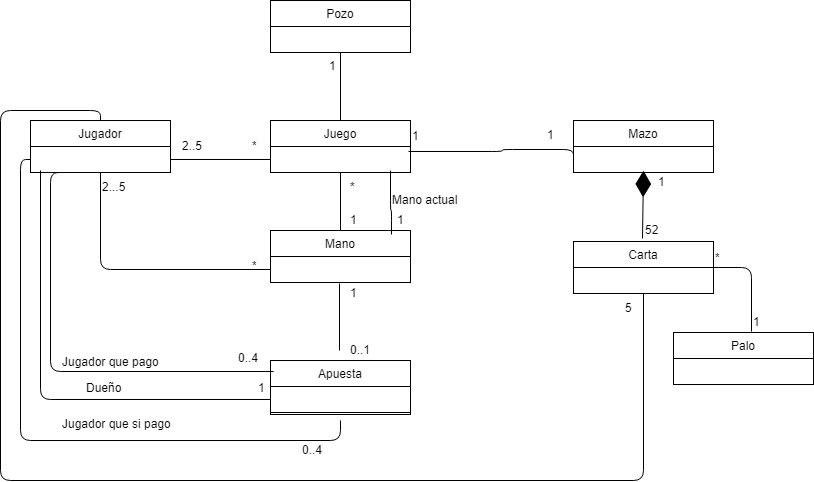 Pozo
1
Jugador
2..5
*
Juego
1
1
Mazo
1
*
Mano actual
1
1
2...5
*
Mano
1
52
Carta
*
5
1
Palo
0..1
0..4
Jugador que pago
Apuesta
Dueño
1
Jugador que si pago
0..4